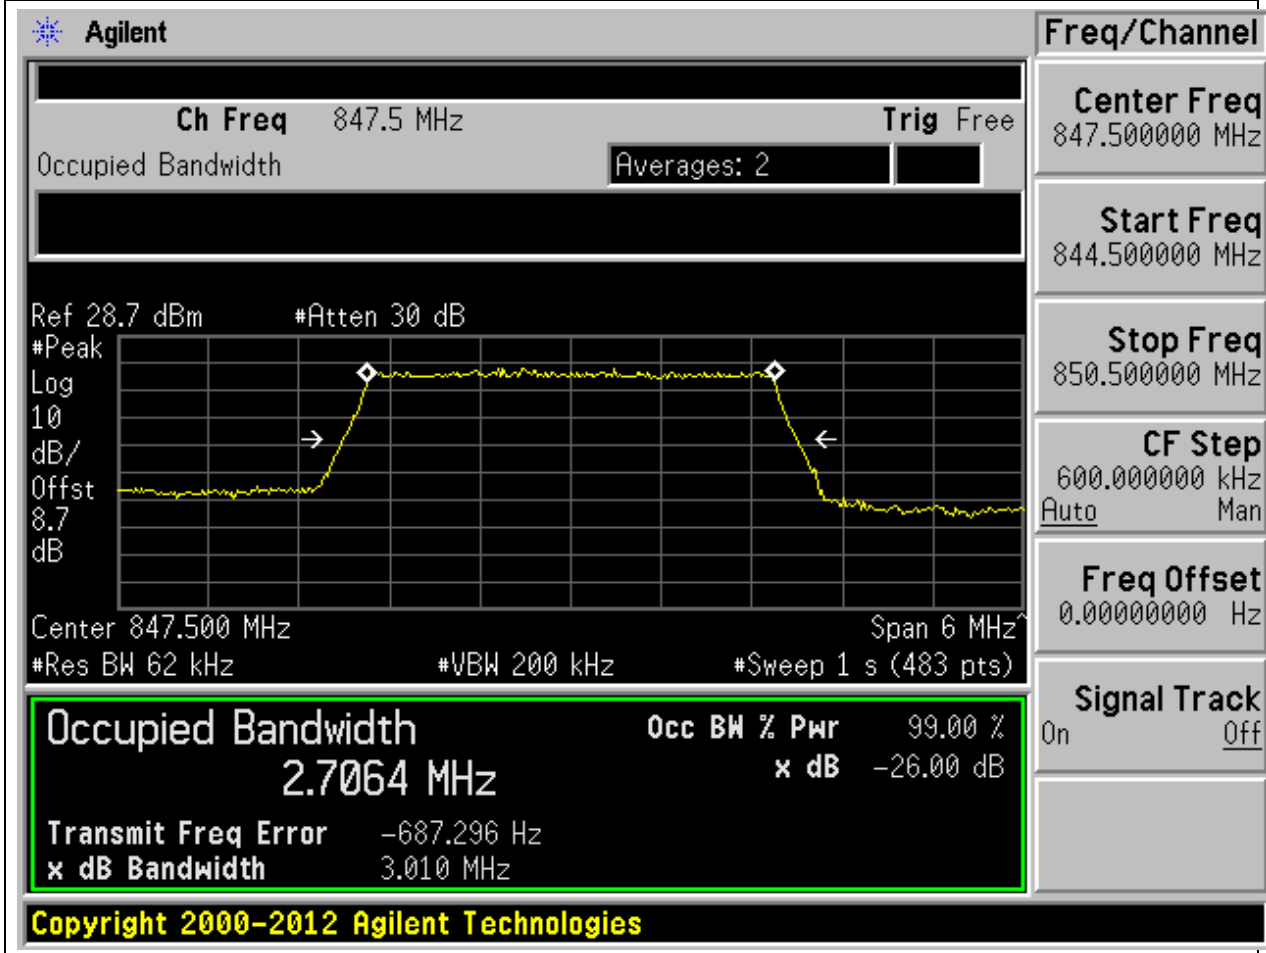 Agilent
Freq/Channel
Ch Freq 847.5 MHz Trig Free
Occupied Bandwidth Averages: 2
Ref 28.7 dBm #Atten 30 dB
#Peak
Log
10
dB/
Offst
8.7
dB
Center 847.500 MHz Span 6 MHz^
#Res BW 62 kHz #VBW 200 kHz #Sweep 1 s (483 pts)
Occupied Bandwidth Occ BW % Pwr 99.00 %
2.7064 MHz x dB -26.00 dB
Transmit Freq Error -687.296 Hz
x dB Bandwidth 3.010 MHz
Copyright 2000-2012 Agilent Technologies
Center Freq
847.500000 MHz
Start Freq
844.500000 MHz
Stop Freq
850.500000 MHz
CF Step
600.000000 kHz
Auto Man
Freq Offset
0.00000000 Hz
Signal Track
On Off